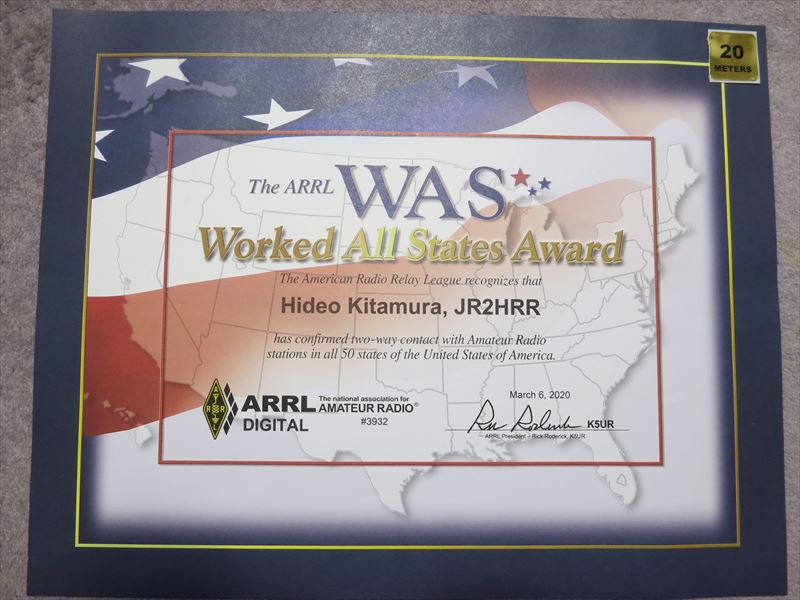 20
METERS
The ARRL WAS
Worked All States Award
The American Radio Relay League recognizes that
Hideo Kitamura, JR2HRR
has confirmed two-way contact with Amateur Radio
stations in all 50 states of the United States of America.
A
R R
L
ARRL The national association for
AMATEUR RADIO®
DIGITAL
#3932
March 6, 2020
Rick Roderick K5UR
ARRL President – Rick Roderick, K5UR